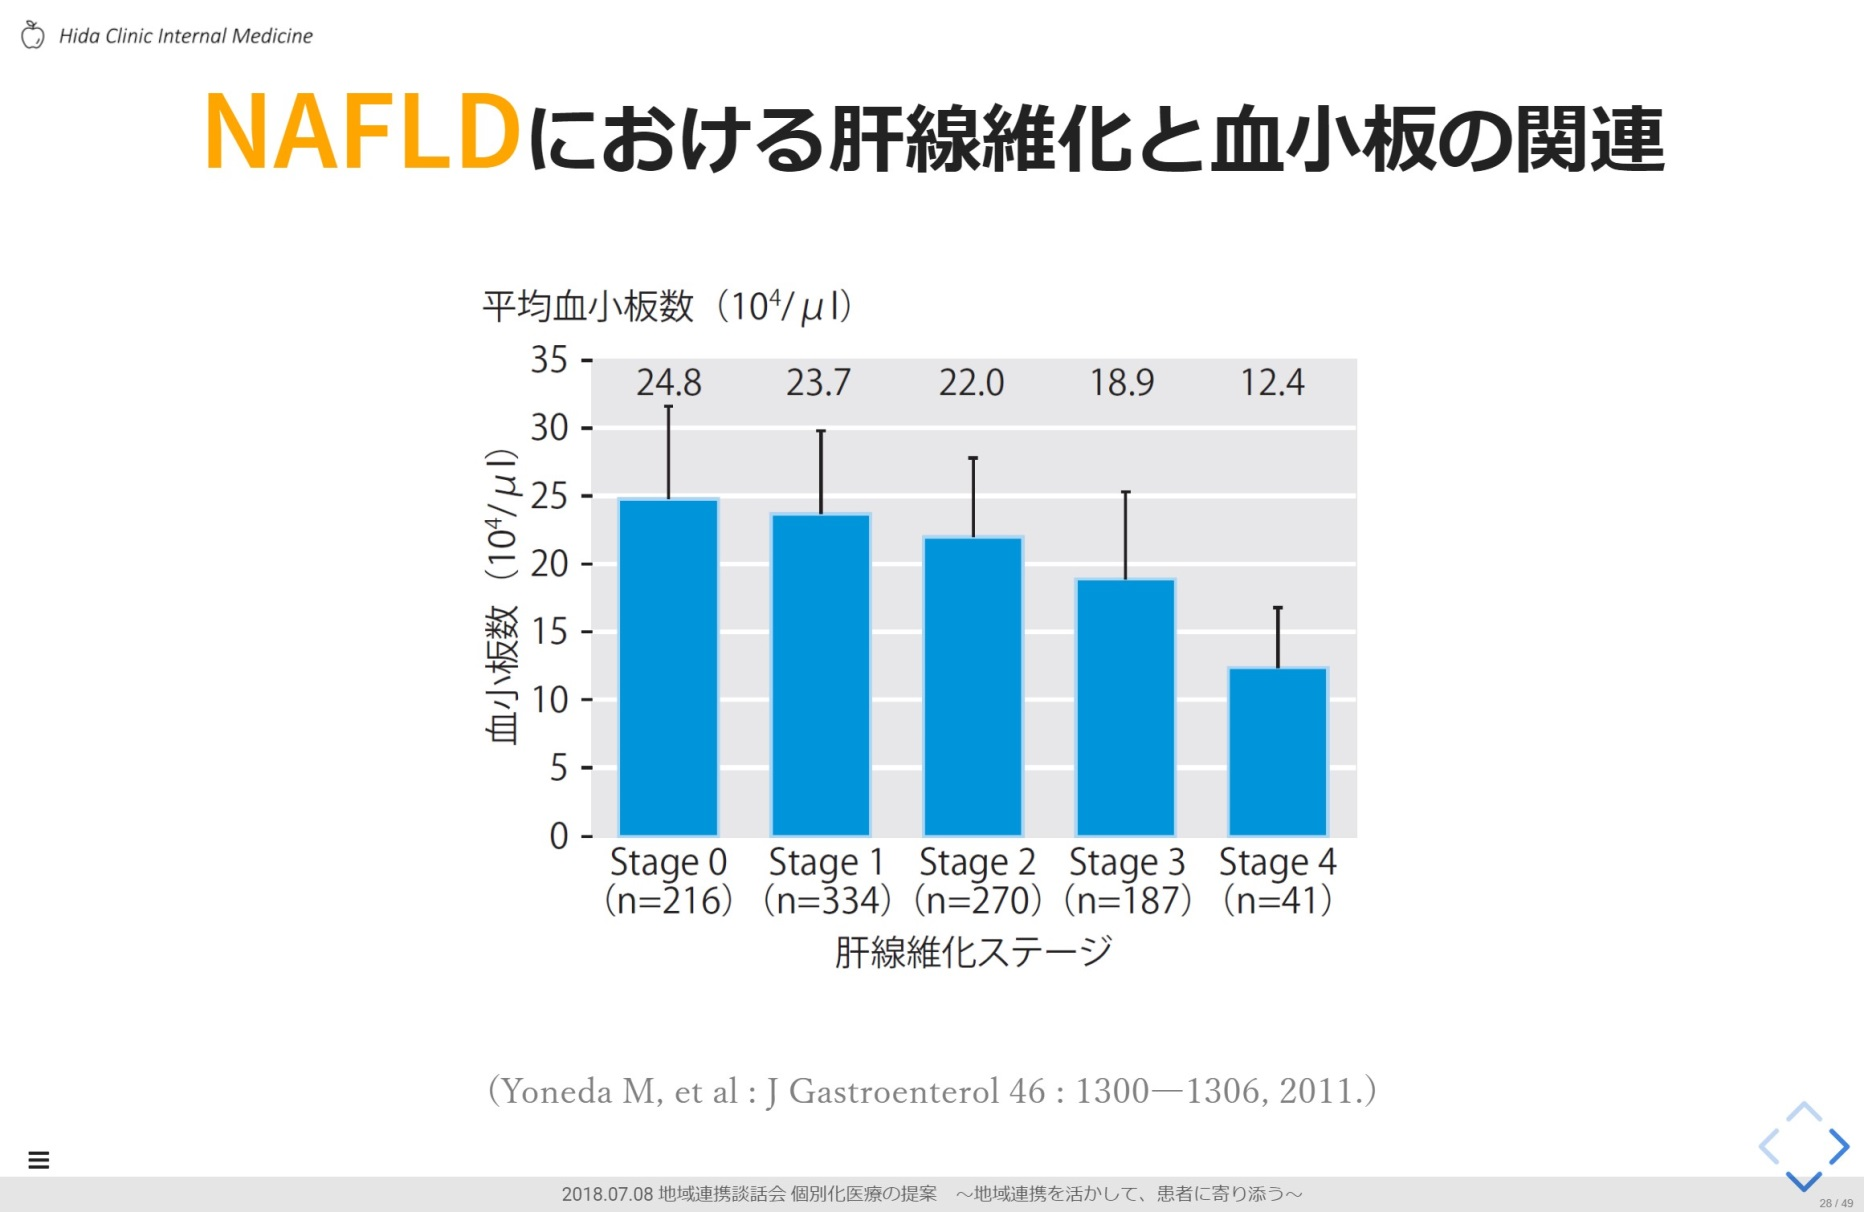 Hida Clinic Internal Medicine
NAFLDにおける肝線維化と血小板の関連
平均血小板数（10⁴/μl）
血小板数（10⁴/μl）
35
30
25
20
15
10
5
0
24.8 23.7 22.0 18.9 12.4
Stage 0 Stage 1 Stage 2 Stage 3 Stage 4
（n=216）（n=334）（n=270）（n=187）（n=41）
肝線維化ステージ
（Yoneda M, et al : J Gastroenterol 46 : 1300—1306, 2011.）
2018.07.08 地域連携談話会 個別化医療の提案　～地域連携を活かして、患者に寄り添う～
28 / 49